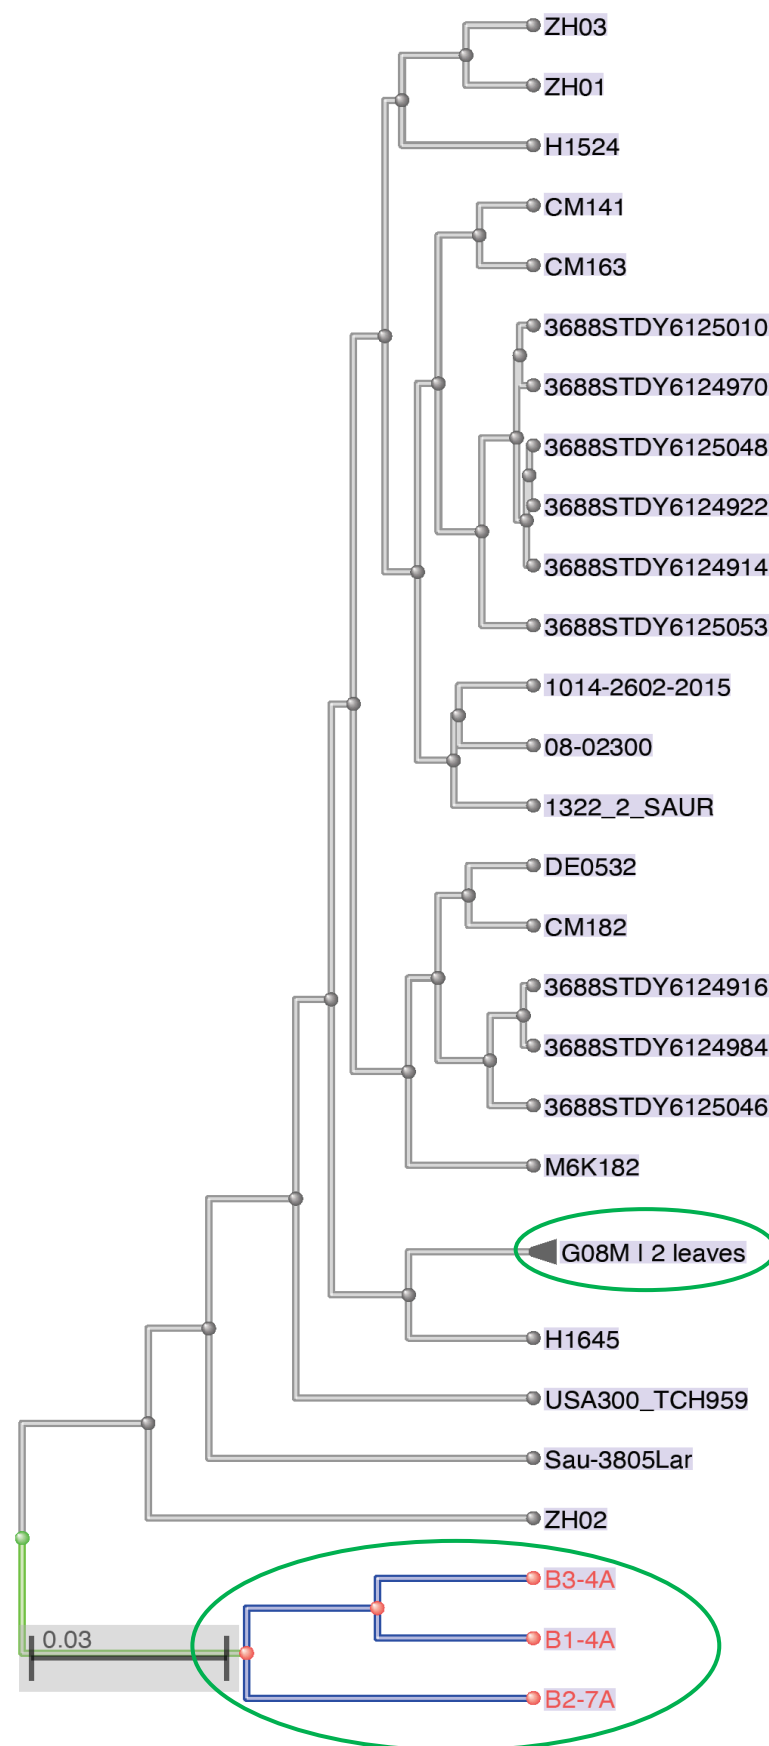 ZH03
ZH01
H1524
CM141
CM163
3688STDY6125010
3688STDY6124970
3688STDY6125048
3688STDY6124922
3688STDY6124914
3688STDY6125053
1014-2602-2015
08-02300
1322_2_SAUR
DE0532
CM182
3688STDY6124916
3688STDY6124984
3688STDY6125046
M6K182
G08M | 2 leaves
H1645
USA300_TCH959
Sau-3805Lar
ZH02
B3-4A
0.03
B1-4A
B2-7A